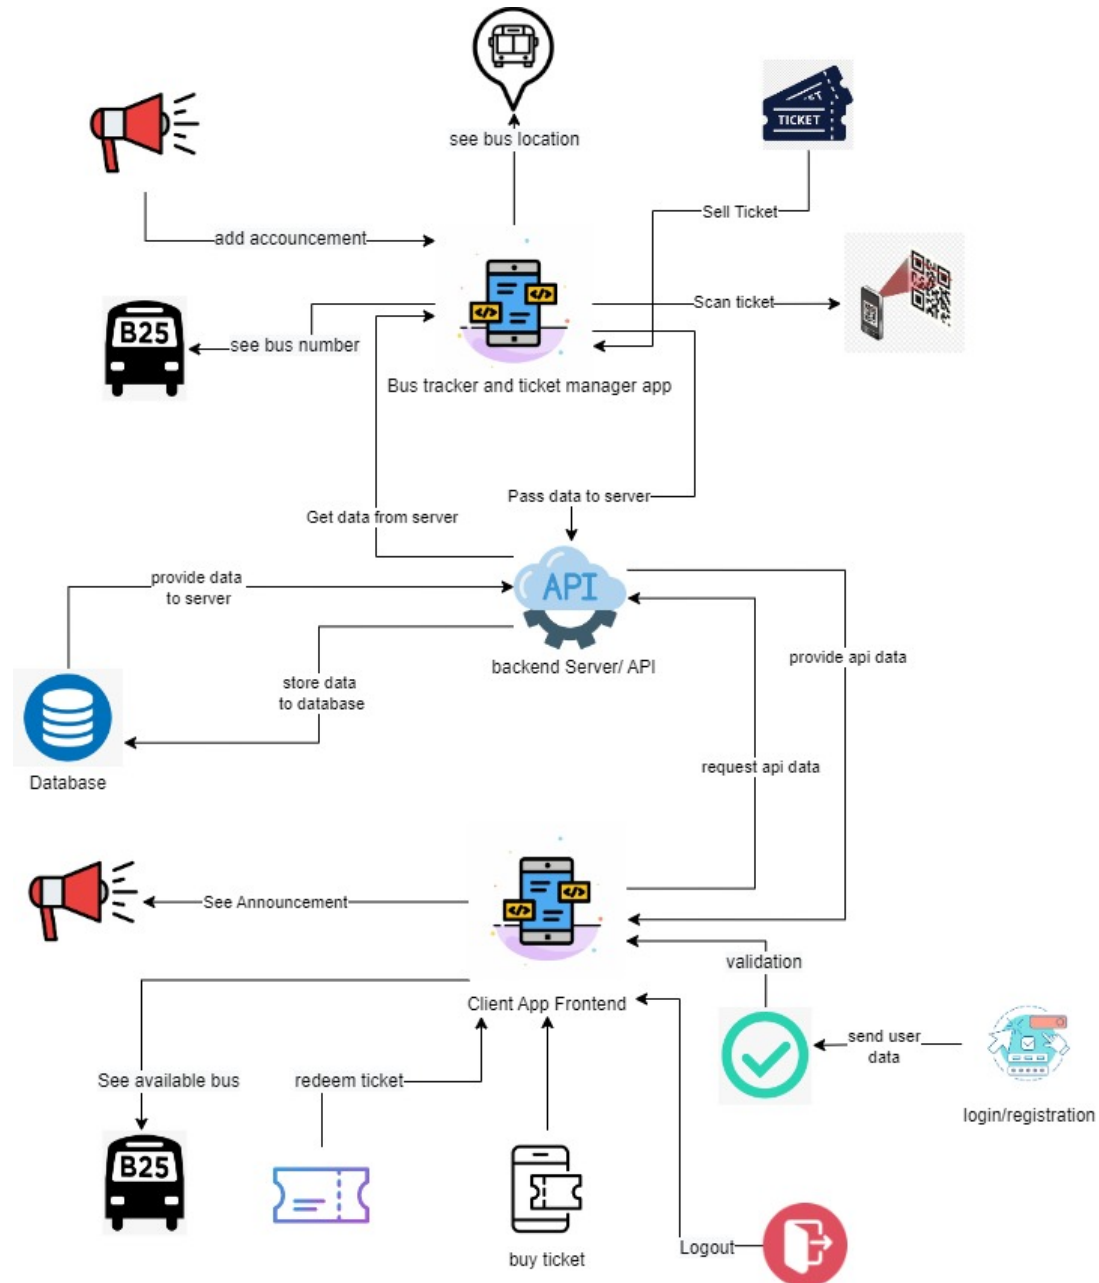 see bus location
TICKET
ET
Sell Ticket
add accouncement
Scan ticket
B25
see bus number
</>
</>
Bus tracker and ticket manager app
Pass data to server
Get data from server
API
provide data
to server
backend Server/ API
provide api data
store data
to database
request api data
Database
</>
</>
See Announcement
validation
Client App Frontend
send user
data
See available bus
redeem ticket
login/registration
B25
buy ticket
Logout